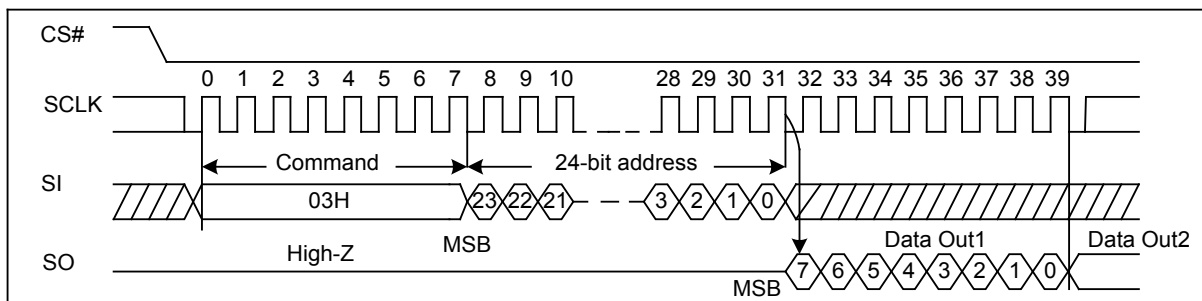 CS#
0 1 2 3 4 5 6 7 8 9 10 28 29 30 31 32 33 34 35 36 37 38 39
SCLK
Command 24-bit address
SI 03H 23 22 21 3 2 1 0
High-Z MSB Data Out1 Data Out2
SO 7 6 5 4 3 2 1 0
MSB